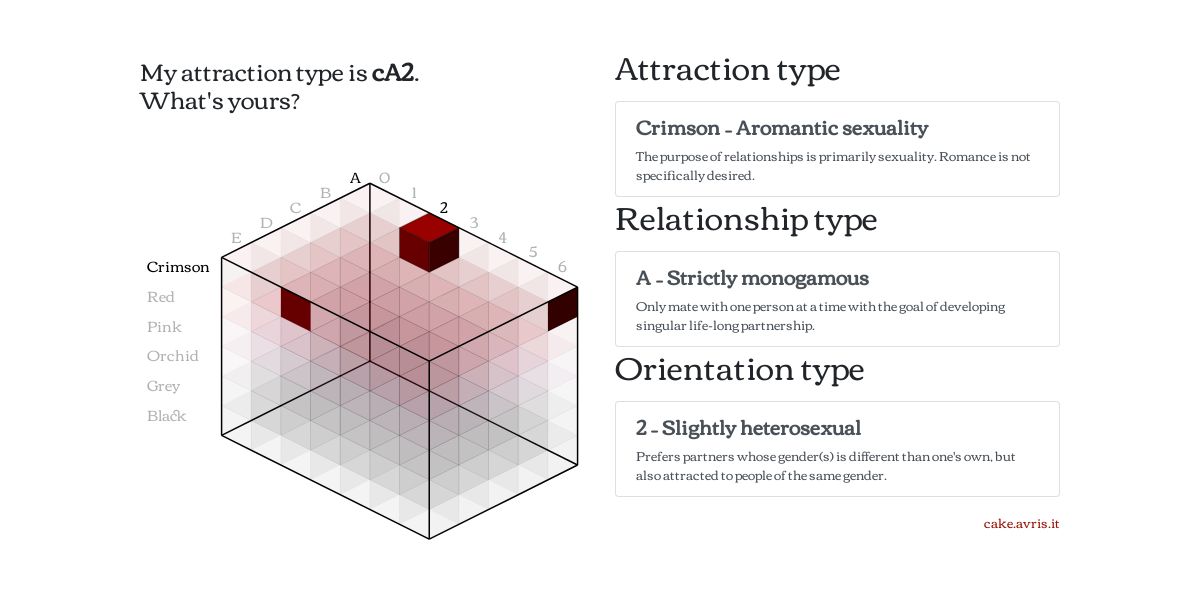 My attraction type is cA2.
What's yours?
A O
B 1
C 2
D 3
E 4
5
6
Crimson
Red
Pink
Orchid
Grey
Black
Attraction type
Crimson - Aromantic sexuality
The purpose of relationships is primarily sexuality. Romance is not
specifically desired.
Relationship type
A - Strictly monogamous
Only mate with one person at a time with the goal of developing
singular life-long partnership.
Orientation type
2 - Slightly heterosexual
Prefers partners whose gender(s) is different than one's own, but
also attracted to people of the same gender.
cake.avris.it